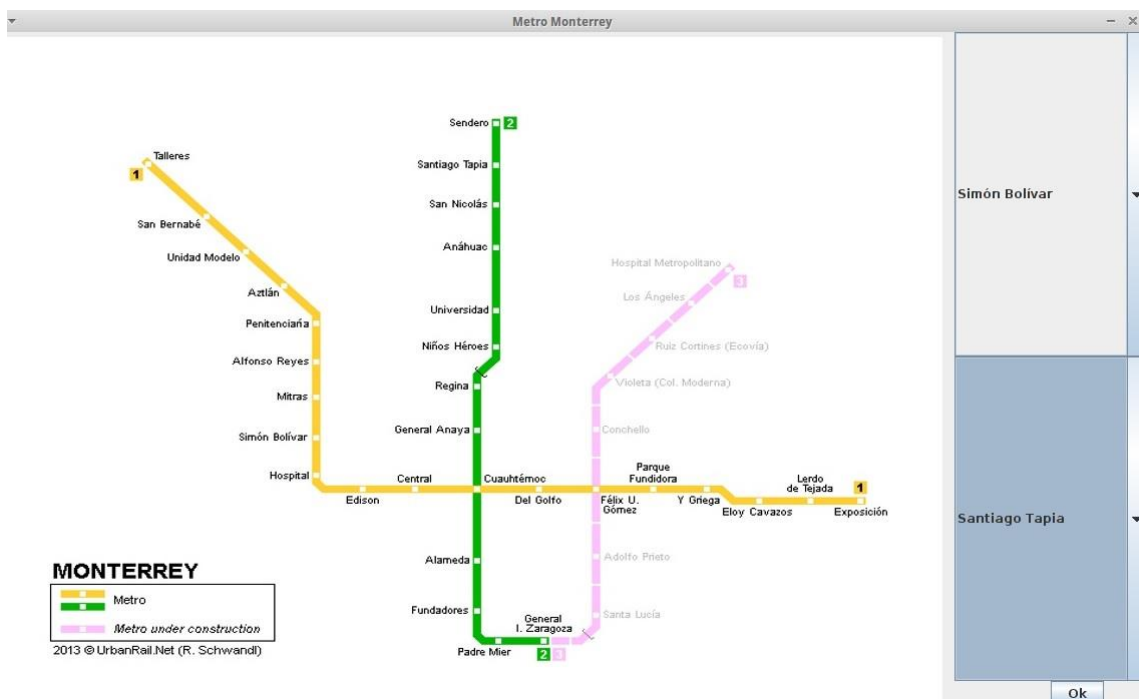 Metro Monterrey
Sendero
2
Talleres
1
Santiago Tapia
San Nicolás
San Bernabé
Simón Bolívar
Anáhuac
Unidad Modelo
Hospital Metropolitano
3
Aztlán
Los Ángeles
Universidad
Penitenciaría
Niños Héroes
Ruiz Cortines (Ecovía)
Alfonso Reyes
Regina
Violeta (Col. Moderna)
Mitras
General Anaya
Conchello
Simón Bolívar
Hospital
Central
Cuauhtémoc
Parque
Fundidora
Lerdo
de Tejada
1
Edison
Del Golfo
Félix U.
Gómez
Y Griega
Eloy Cavazos
Exposición
Santiago Tapia
Alameda
Adolfo Prieto
MONTERREY
Metro
Metro under construction
2013 © UrbanRail.Net (R. Schwandl)
Fundadores
General
I. Zaragoza
Santa Lucía
Padre Mier
2
3
Ok